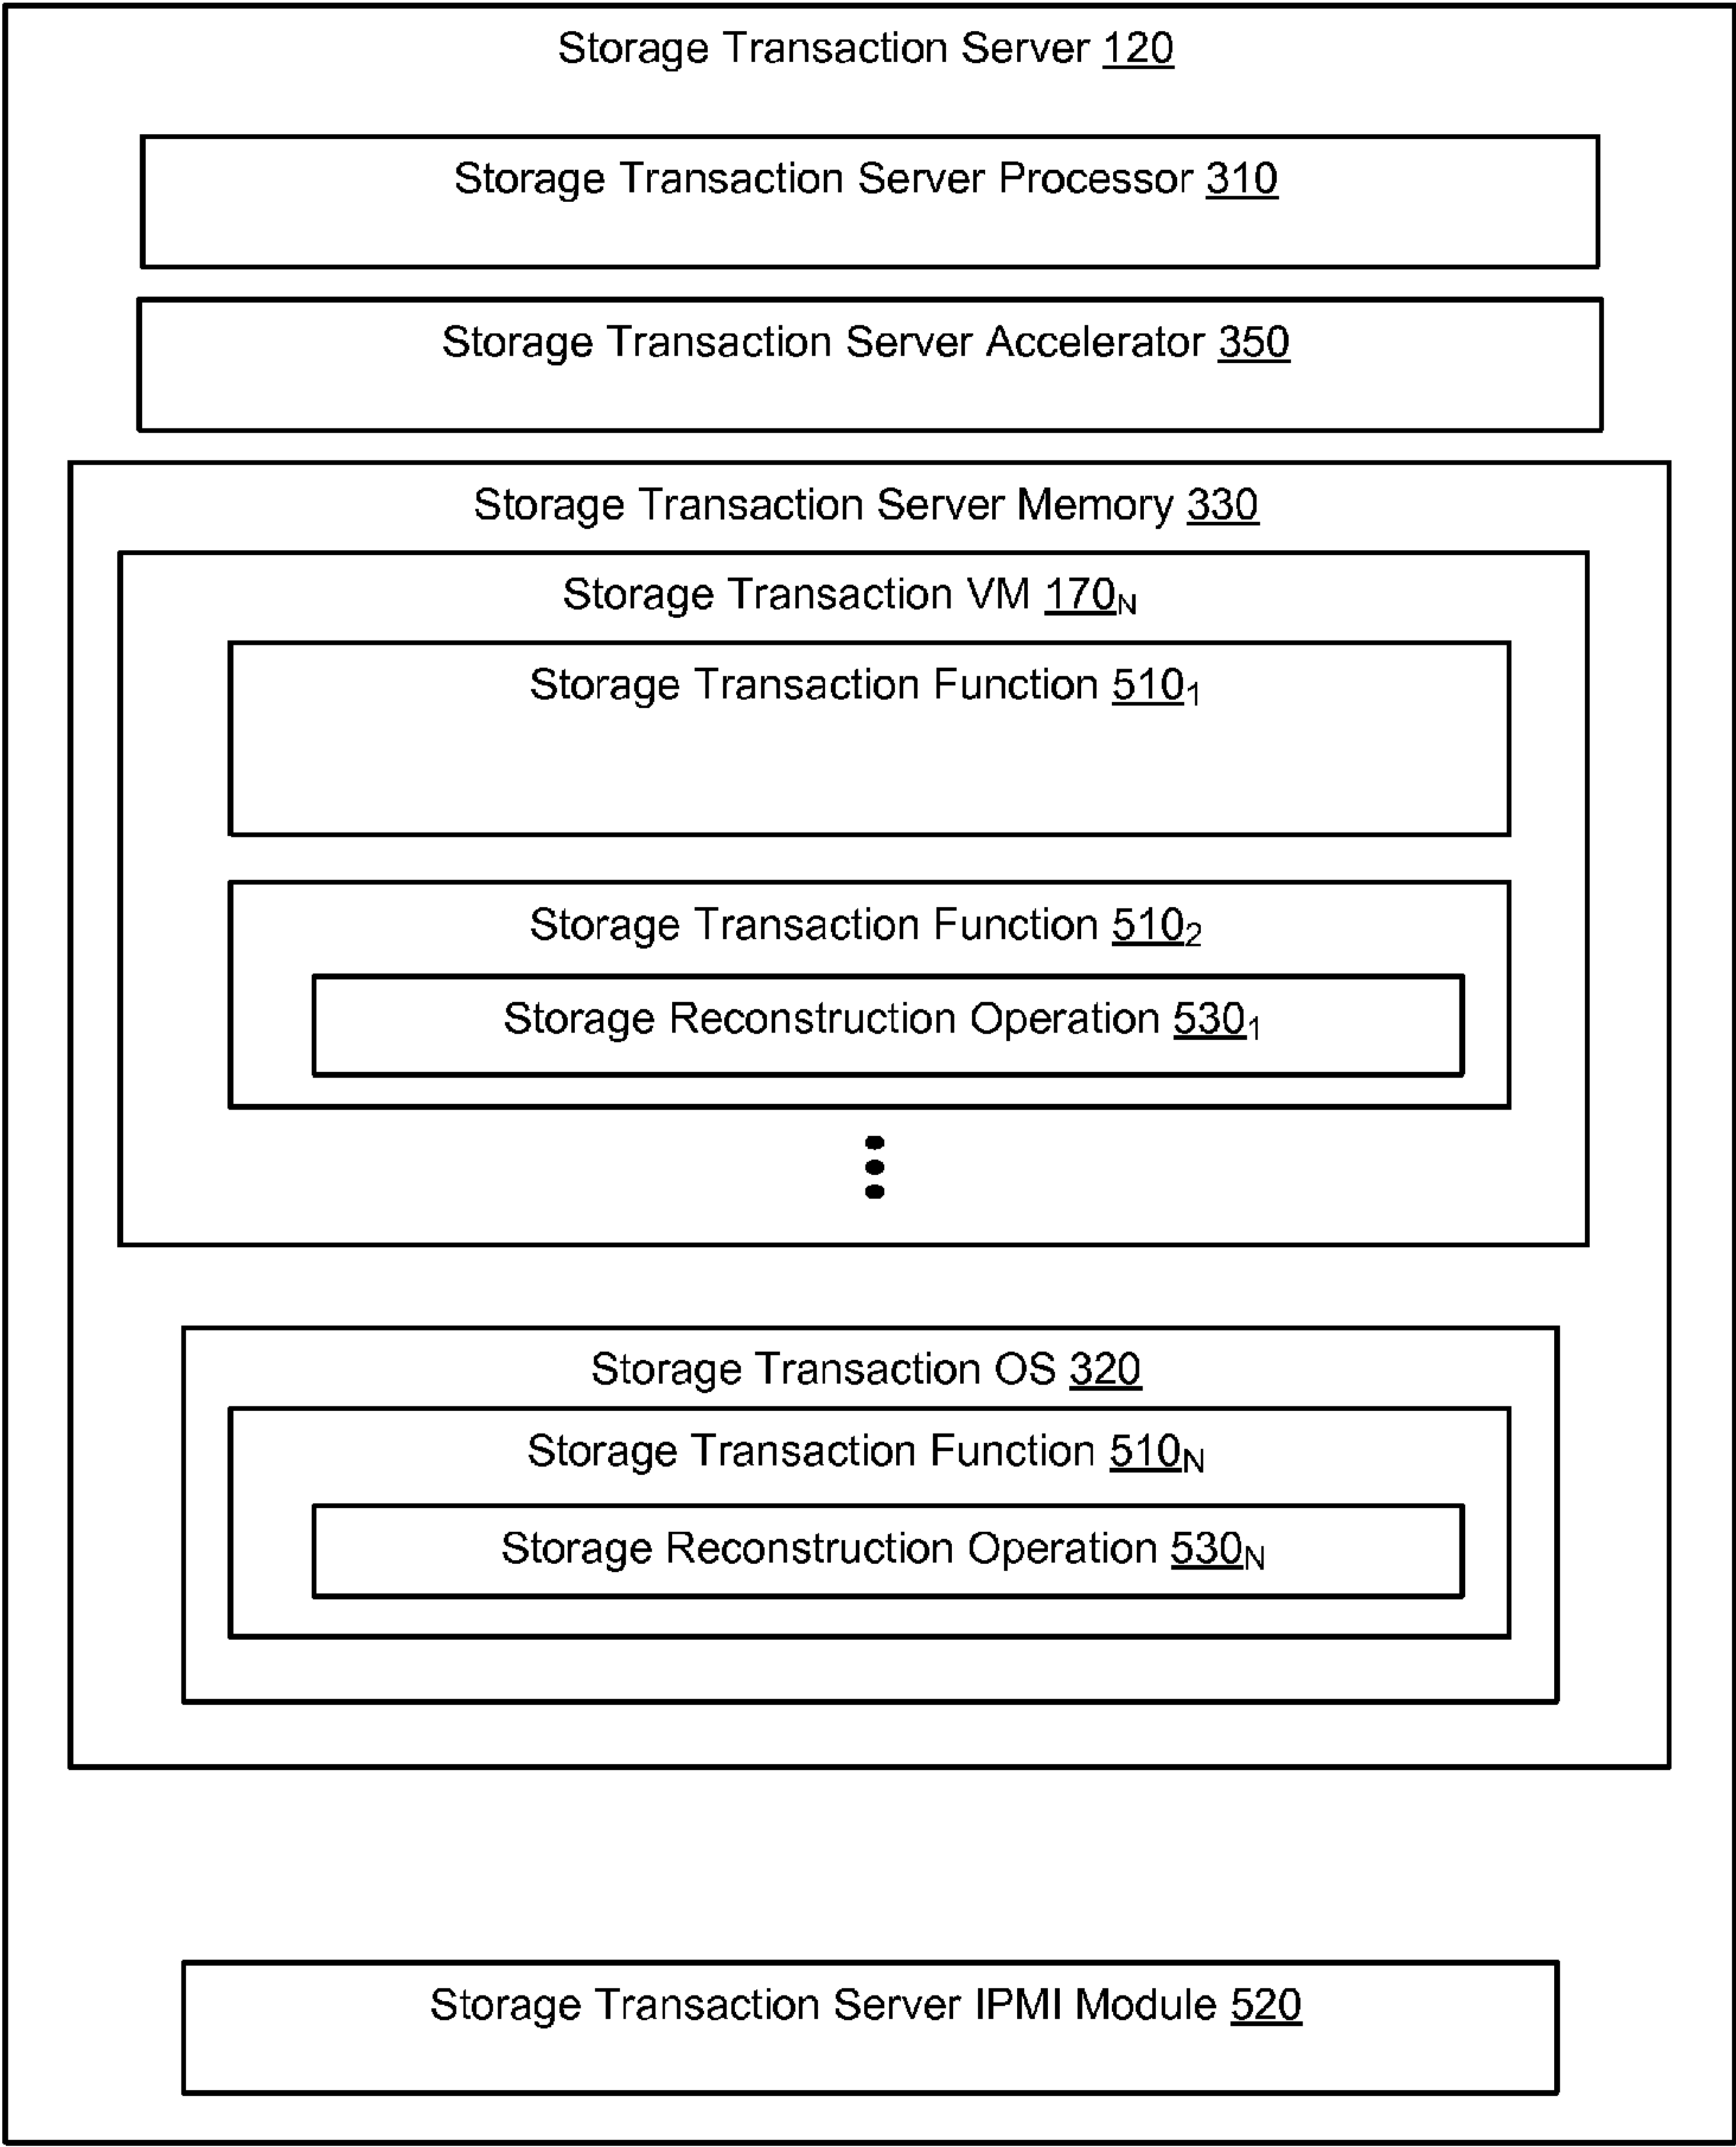 Storage Transaction Server 120
Storage Transaction Server Processor 310
Storage Transaction Server Accelerator 350
Storage Transaction Server Memory 330
Storage Transaction VM 170N
Storage Transaction Function 5101
Storage Transaction Function 5102
Storage Reconstruction Operation 5301
Storage Transaction OS 320
Storage Transaction Function 510N
Storage Reconstruction Operation 530N
Storage Transaction Server IPMI Module 520